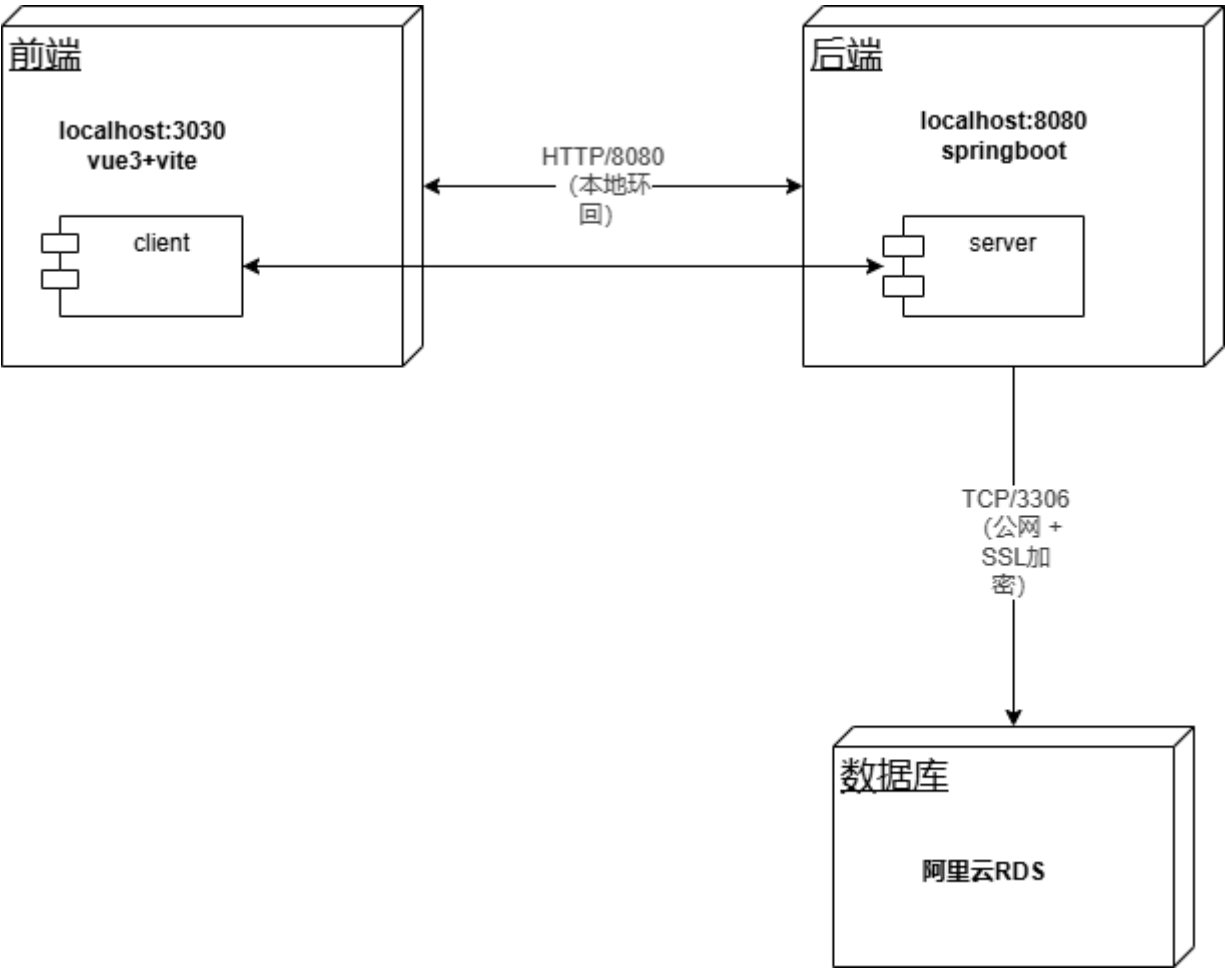 前端
localhost:3030
vue3+vite
client
HTTP/8080
（本地环
回）
后端
localhost:8080
springboot
server
TCP/3306
（公网 +
SSL加
密）
数据库
阿里云RDS